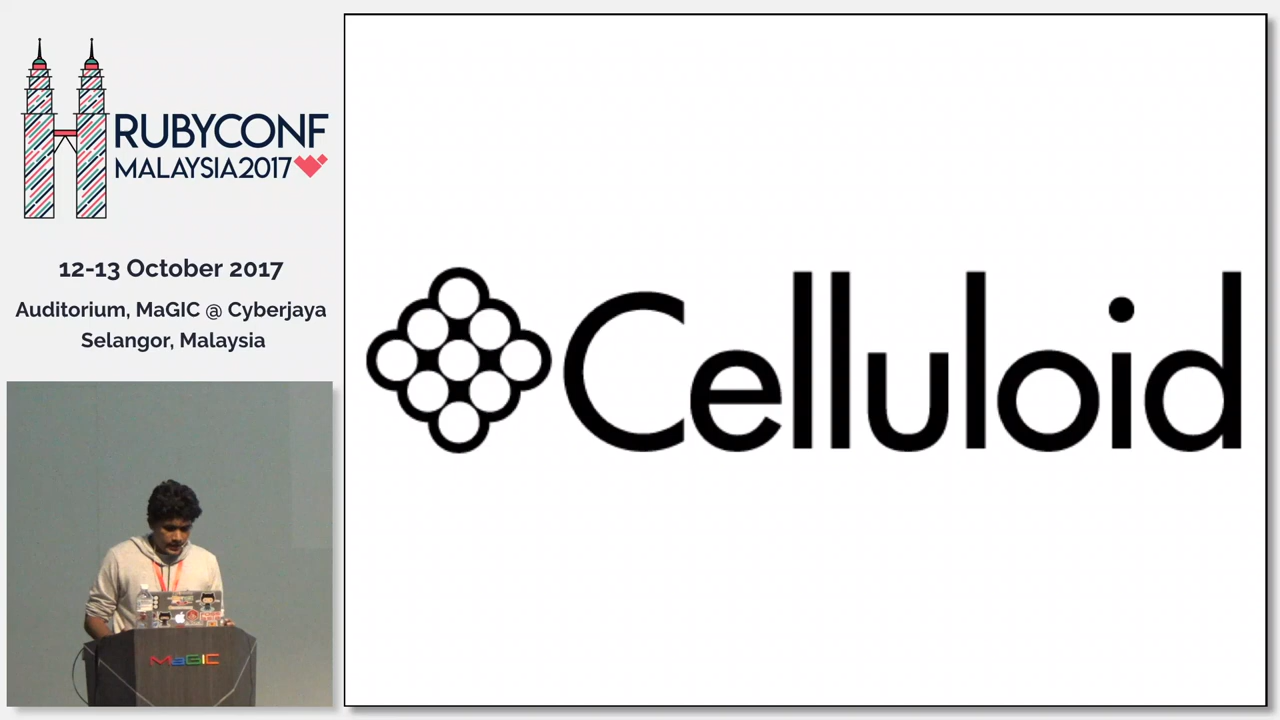 RUBYCONF
MALAYSIA2017
12-13 October 2017
Auditorium, MaGIC @ Cyberjaya
Selangor, Malaysia
Celluloid
MaGIC